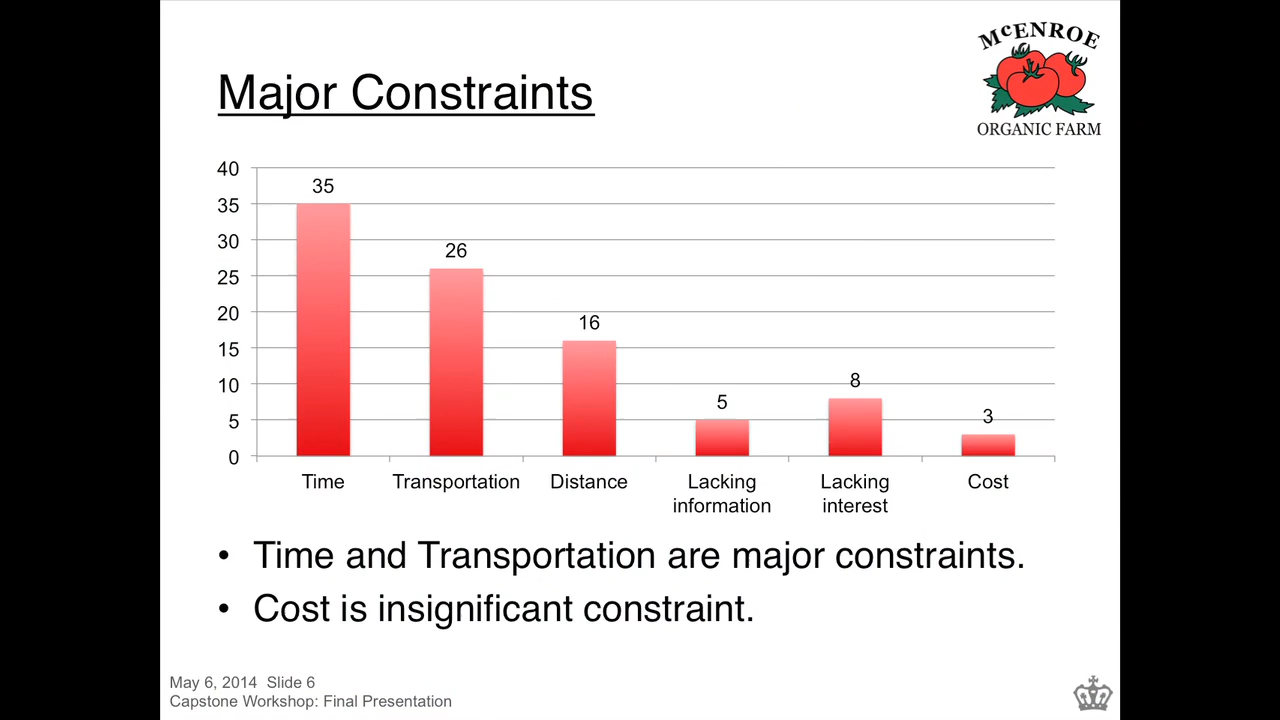 McENROE
ORGANIC FARM
Major Constraints
40
35
30
25
20
15
10
5
0
35
26
16
5
8
3
Time
Transportation
Distance
Lacking
information
Lacking
interest
Cost
• Time and Transportation are major constraints.
• Cost is insignificant constraint.
May 6, 2014 Slide 6
Capstone Workshop: Final Presentation